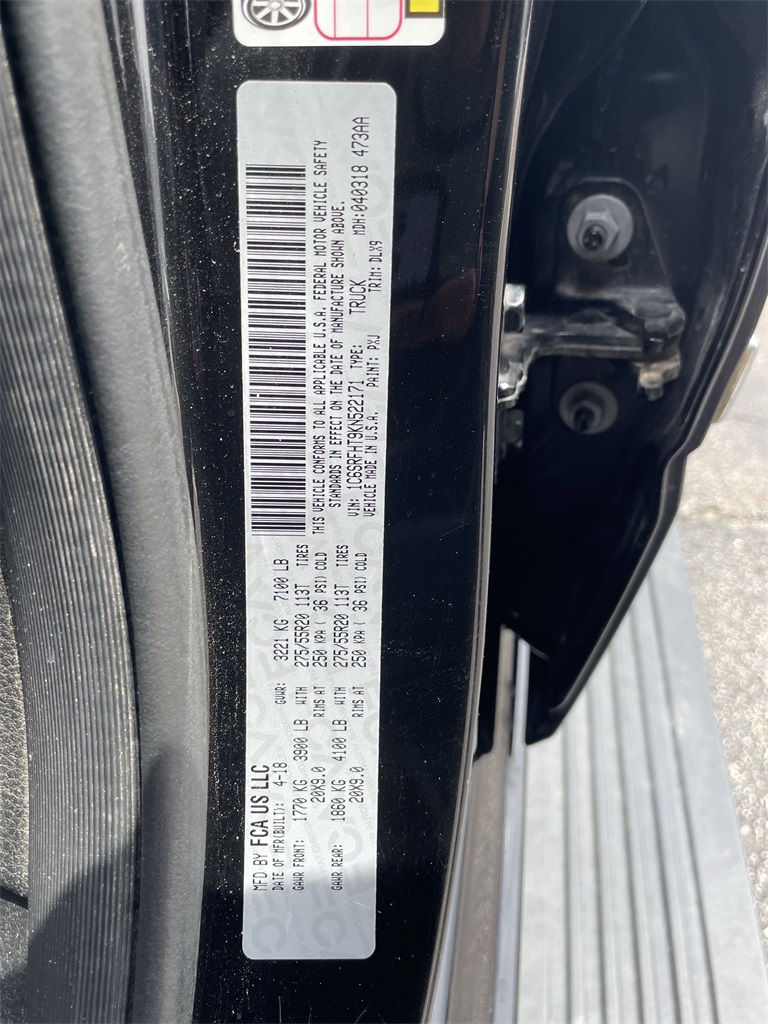 MFD BY FCA US LLC
DATE OF MFR(BUILT): 4-18 GVWR: 3221 KG 7100 LB
GAWR FRONT: 1770 KG 3900 LB WITH 275/55R20 113T TIRES
20X9.0 RIMS AT 250 KPA ( 36 PSI) COLD
GAWR REAR: 1860 KG 4100 LB WITH 275/55R20 113T TIRES
20X9.0 RIMS AT 250 KPA ( 36 PSI) COLD
THIS VEHICLE CONFORMS TO ALL APPLICABLE U.S.A. FEDERAL MOTOR VEHICLE SAFETY
STANDARDS IN EFFECT ON THE DATE OF MANUFACTURE SHOWN ABOVE.
VIN: 1C6SRFHT9KN522171 TYPE: TRUCK MDH: 040318 473AA
VEHICLE MADE IN U.S.A. PAINT: PXJ TRIM: DLX9